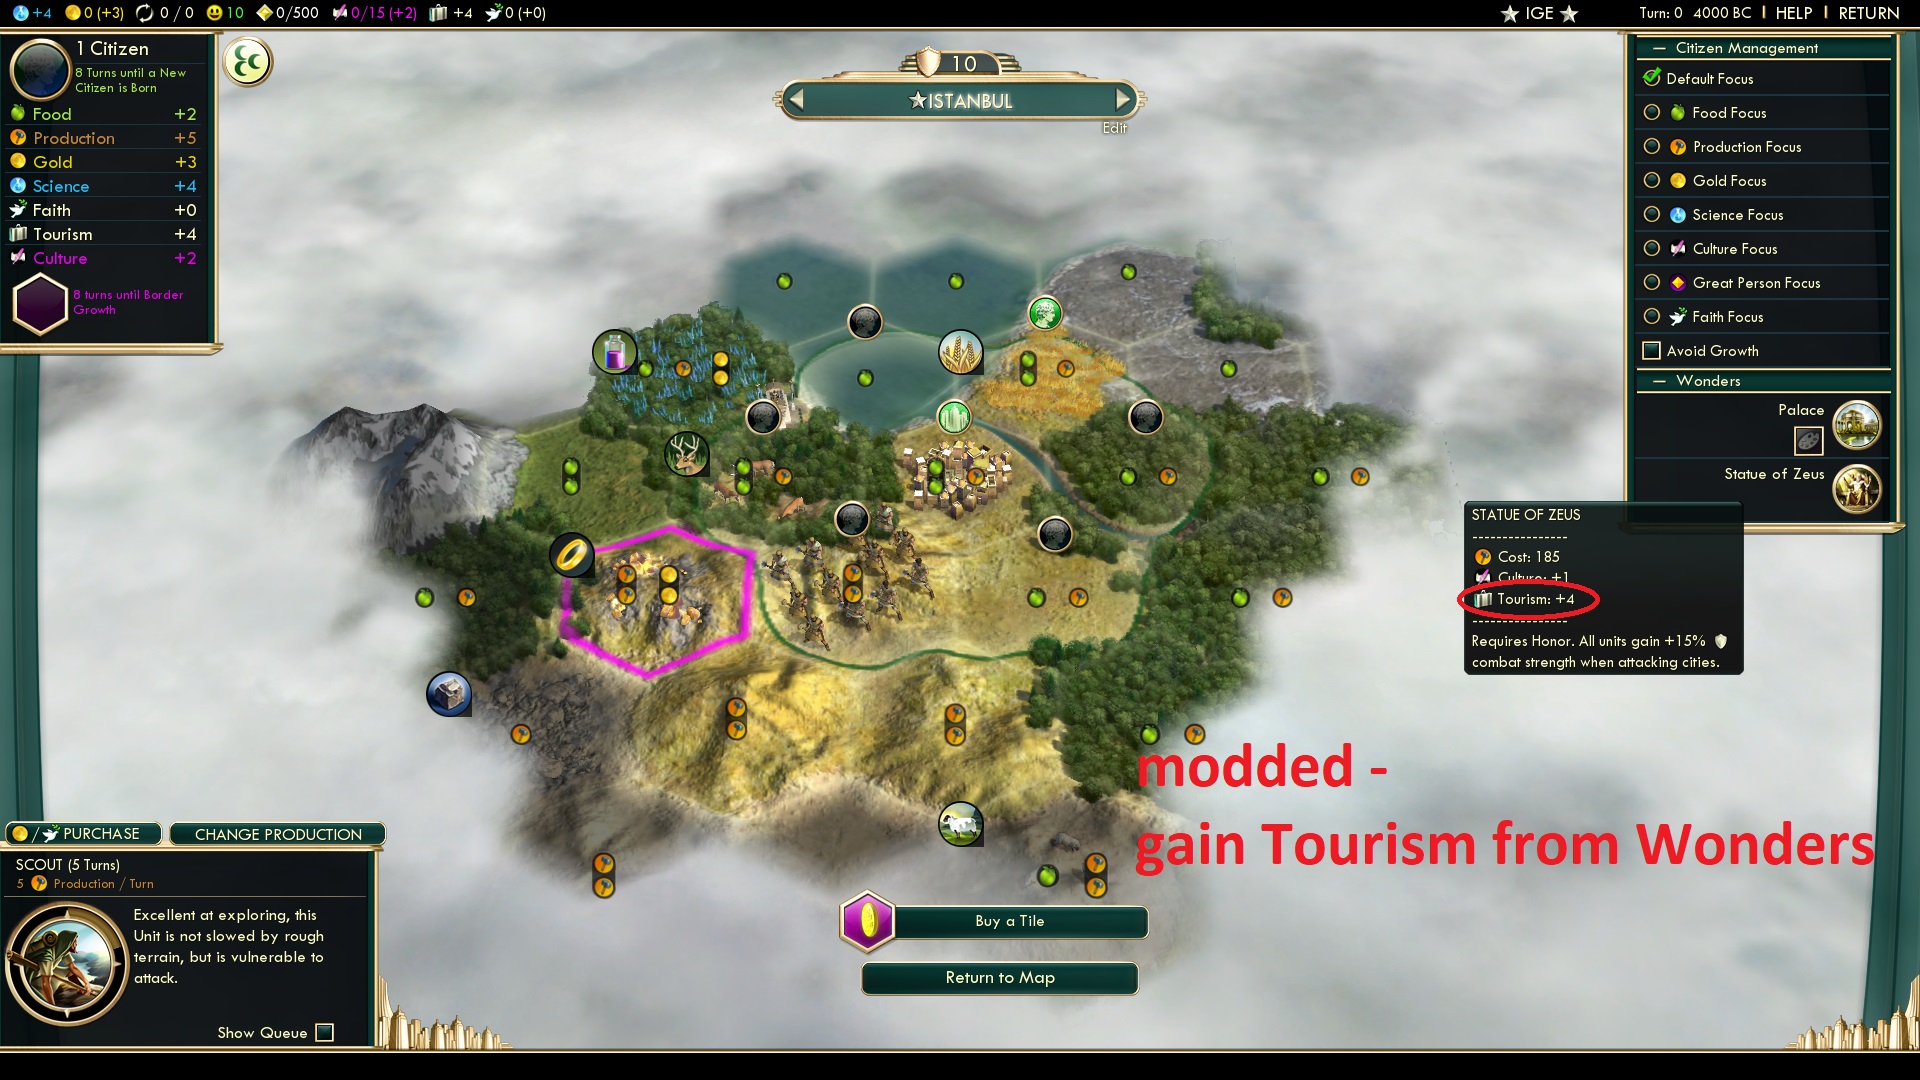 +4 0 (+3) 0 / 0 10 0/500 0/15 (+2) +4 0 (+0)
IGE
Turn: 0 4000 BC | HELP | RETURN
1 Citizen
8 Turns until a New
Citizen is Born
Food +2
Production +5
Gold +3
Science +4
Faith +0
Tourism +4
Culture +2
8 turns until Border
Growth
10
ISTANBUL
Edit
— Citizen Management
Default Focus
Food Focus
Production Focus
Gold Focus
Science Focus
Culture Focus
Great Person Focus
Faith Focus
Avoid Growth
— Wonders
Palace
Statue of Zeus
STATUE OF ZEUS
----------------
Cost: 185
Culture: +1
Tourism: +4
----------------
Requires Honor. All units gain +15%
combat strength when attacking cities.
modded -
gain Tourism from Wonders
/ PURCHASE
CHANGE PRODUCTION
SCOUT (5 Turns)
5 Production / Turn
Excellent at exploring, this
Unit is not slowed by rough
terrain, but is vulnerable to
attack.
Show Queue
Buy a Tile
Return to Map